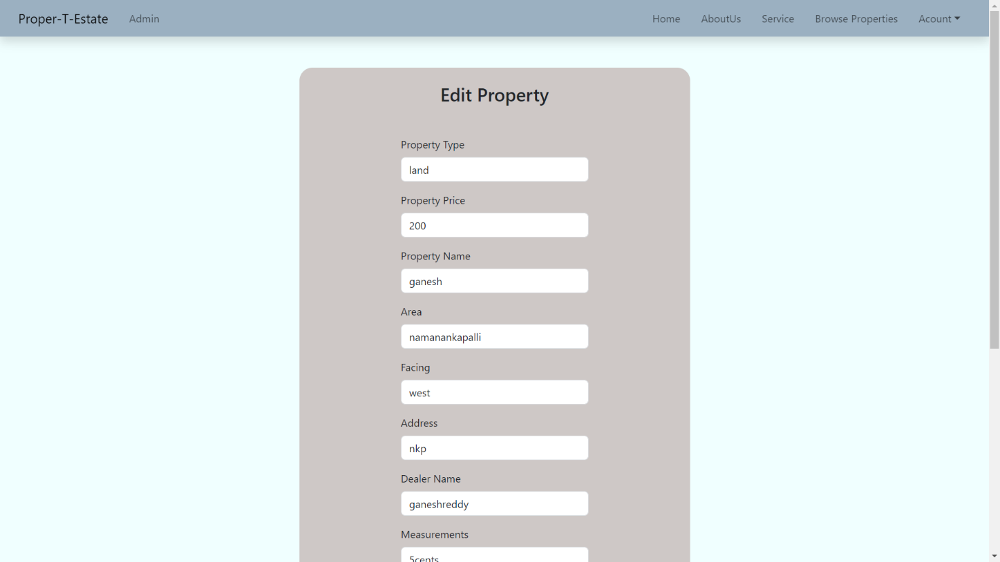 Proper-T-Estate Admin Home AboutUs Service Browse Properties Acount
Edit Property
Property Type
land
Property Price
200
Property Name
ganesh
Area
namanankapalli
Facing
west
Address
nkp
Dealer Name
ganeshreddy
Measurements
5cents